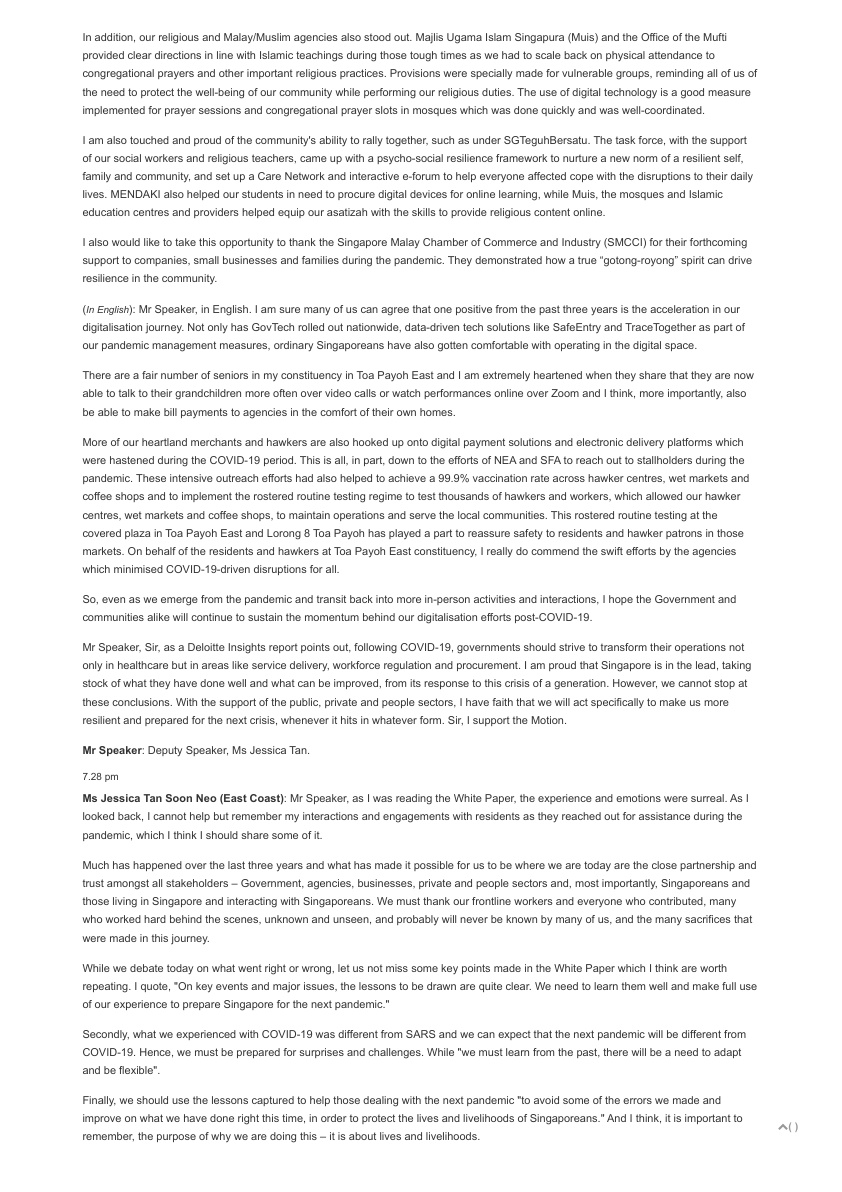 In addition, our religious and Malay/Muslim agencies also stood out. Majlis Ugama Islam Singapura (Muis) and the Office of the Mufti
provided clear directions in line with Islamic teachings during those tough times as we had to scale back on physical attendance to
congregational prayers and other important religious practices. Provisions were specially made for vulnerable groups, reminding all of us of
the need to protect the well-being of our community while performing our religious duties. The use of digital technology is a good measure
implemented for prayer sessions and congregational prayer slots in mosques which was done quickly and was well-coordinated.
I am also touched and proud of the community's ability to rally together, such as under SGTeguhBersatu. The task force, with the support
of our social workers and religious teachers, came up with a psycho-social resilience framework to nurture a new norm of a resilient self,
family and community, and set up a Care Network and interactive e-forum to help everyone affected cope with the disruptions to their daily
lives. MENDAKI also helped our students in need to procure digital devices for online learning, while Muis, the mosques and Islamic
education centres and providers helped equip our asatizah with the skills to provide religious content online.
I also would like to take this opportunity to thank the Singapore Malay Chamber of Commerce and Industry (SMCCI) for their forthcoming
support to companies, small businesses and families during the pandemic. They demonstrated how a true “gotong-royong” spirit can drive
resilience in the community.
(In English): Mr Speaker, in English. I am sure many of us can agree that one positive from the past three years is the acceleration in our
digitalisation journey. Not only has GovTech rolled out nationwide, data-driven tech solutions like SafeEntry and TraceTogether as part of
our pandemic management measures, ordinary Singaporeans have also gotten comfortable with operating in the digital space.
There are a fair number of seniors in my constituency in Toa Payoh East and I am extremely heartened when they share that they are now
able to talk to their grandchildren more often over video calls or watch performances online over Zoom and I think, more importantly, also
be able to make bill payments to agencies in the comfort of their own homes.
More of our heartland merchants and hawkers are also hooked up onto digital payment solutions and electronic delivery platforms which
were hastened during the COVID-19 period. This is all, in part, down to the efforts of NEA and SFA to reach out to stallholders during the
pandemic. These intensive outreach efforts had also helped to achieve a 99.9% vaccination rate across hawker centres, wet markets and
coffee shops and to implement the rostered routine testing regime to test thousands of hawkers and workers, which allowed our hawker
centres, wet markets and coffee shops, to maintain operations and serve the local communities. This rostered routine testing at the
covered plaza in Toa Payoh East and Lorong 8 Toa Payoh has played a part to reassure safety to residents and hawker patrons in those
markets. On behalf of the residents and hawkers at Toa Payoh East constituency, I really do commend the swift efforts by the agencies
which minimised COVID-19-driven disruptions for all.
So, even as we emerge from the pandemic and transit back into more in-person activities and interactions, I hope the Government and
communities alike will continue to sustain the momentum behind our digitalisation efforts post-COVID-19.
Mr Speaker, Sir, as a Deloitte Insights report points out, following COVID-19, governments should strive to transform their operations not
only in healthcare but in areas like service delivery, workforce regulation and procurement. I am proud that Singapore is in the lead, taking
stock of what they have done well and what can be improved, from its response to this crisis of a generation. However, we cannot stop at
these conclusions. With the support of the public, private and people sectors, I have faith that we will act specifically to make us more
resilient and prepared for the next crisis, whenever it hits in whatever form. Sir, I support the Motion.
Mr Speaker: Deputy Speaker, Ms Jessica Tan.
7.28 pm
Ms Jessica Tan Soon Neo (East Coast): Mr Speaker, as I was reading the White Paper, the experience and emotions were surreal. As I
looked back, I cannot help but remember my interactions and engagements with residents as they reached out for assistance during the
pandemic, which I think I should share some of it.
Much has happened over the last three years and what has made it possible for us to be where we are today are the close partnership and
trust amongst all stakeholders – Government, agencies, businesses, private and people sectors and, most importantly, Singaporeans and
those living in Singapore and interacting with Singaporeans. We must thank our frontline workers and everyone who contributed, many
who worked hard behind the scenes, unknown and unseen, and probably will never be known by many of us, and the many sacrifices that
were made in this journey.
While we debate today on what went right or wrong, let us not miss some key points made in the White Paper which I think are worth
repeating. I quote, "On key events and major issues, the lessons to be drawn are quite clear. We need to learn them well and make full use
of our experience to prepare Singapore for the next pandemic."
Secondly, what we experienced with COVID-19 was different from SARS and we can expect that the next pandemic will be different from
COVID-19. Hence, we must be prepared for surprises and challenges. While "we must learn from the past, there will be a need to adapt
and be flexible".
Finally, we should use the lessons captured to help those dealing with the next pandemic "to avoid some of the errors we made and
improve on what we have done right this time, in order to protect the lives and livelihoods of Singaporeans." And I think, it is important to
remember, the purpose of why we are doing this – it is about lives and livelihoods.
( )